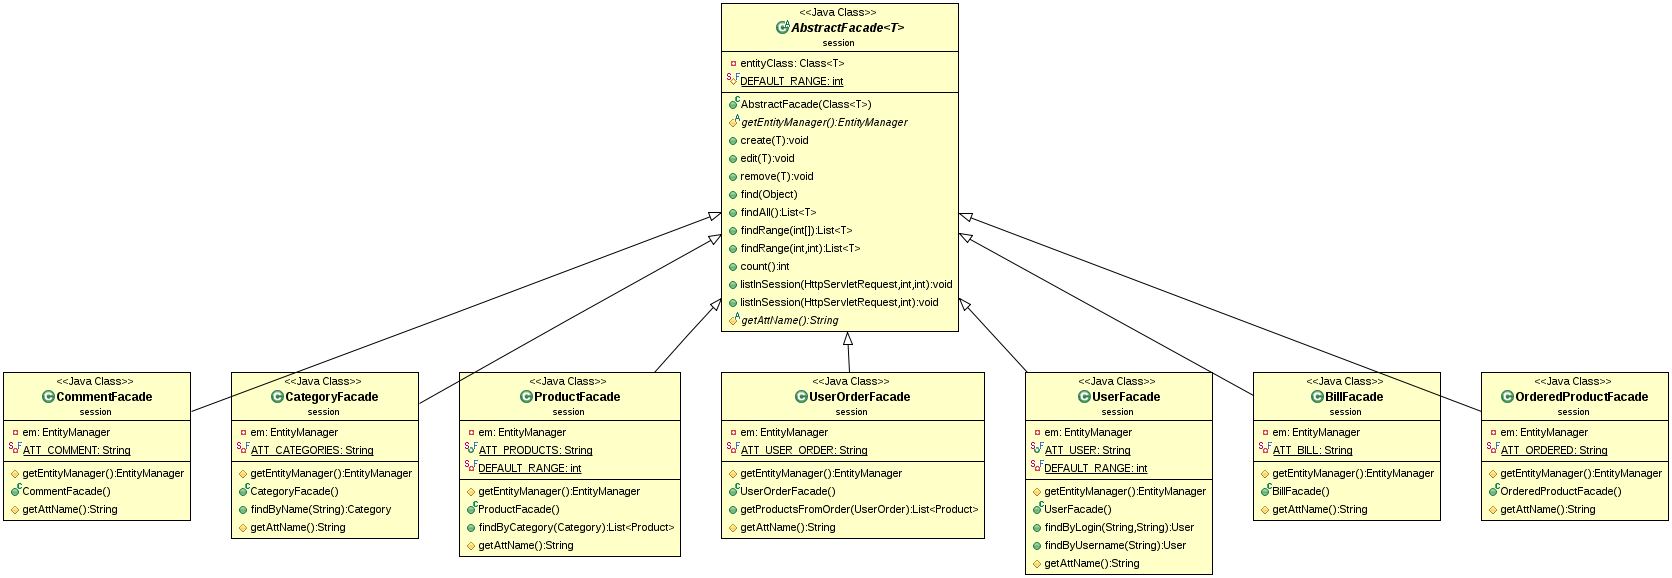 <<Java Class>>
AbstractFacade<T>
session
entityClass: Class<T>
DEFAULT_RANGE: int
AbstractFacade(Class<T>)
getEntityManager():EntityManager
create(T):void
edit(T):void
remove(T):void
find(Object)
findAll():List<T>
findRange(int[]):List<T>
findRange(int,int):List<T>
count():int
listInSession(HttpServletRequest,int,int):void
listInSession(HttpServletRequest,int):void
getAttName():String
<<Java Class>>
CommentFacade
session
em: EntityManager
ATT_COMMENT: String
getEntityManager():EntityManager
CommentFacade()
getAttName():String
<<Java Class>>
CategoryFacade
session
em: EntityManager
ATT_CATEGORIES: String
getEntityManager():EntityManager
CategoryFacade()
findByName(String):Category
getAttName():String
<<Java Class>>
ProductFacade
session
em: EntityManager
ATT_PRODUCTS: String
DEFAULT_RANGE: int
getEntityManager():EntityManager
ProductFacade()
findByCategory(Category):List<Product>
getAttName():String
<<Java Class>>
UserOrderFacade
session
em: EntityManager
ATT_USER_ORDER: String
getEntityManager():EntityManager
UserOrderFacade()
getProductsFromOrder(UserOrder):List<Product>
getAttName():String
<<Java Class>>
UserFacade
session
em: EntityManager
ATT_USER: String
DEFAULT_RANGE: int
getEntityManager():EntityManager
UserFacade()
findByLogin(String,String):User
findByUsername(String):User
getAttName():String
<<Java Class>>
BillFacade
session
em: EntityManager
ATT_BILL: String
getEntityManager():EntityManager
BillFacade()
getAttName():String
<<Java Class>>
OrderedProductFacade
session
em: EntityManager
ATT_ORDERED: String
getEntityManager():EntityManager
OrderedProductFacade()
getAttName():String